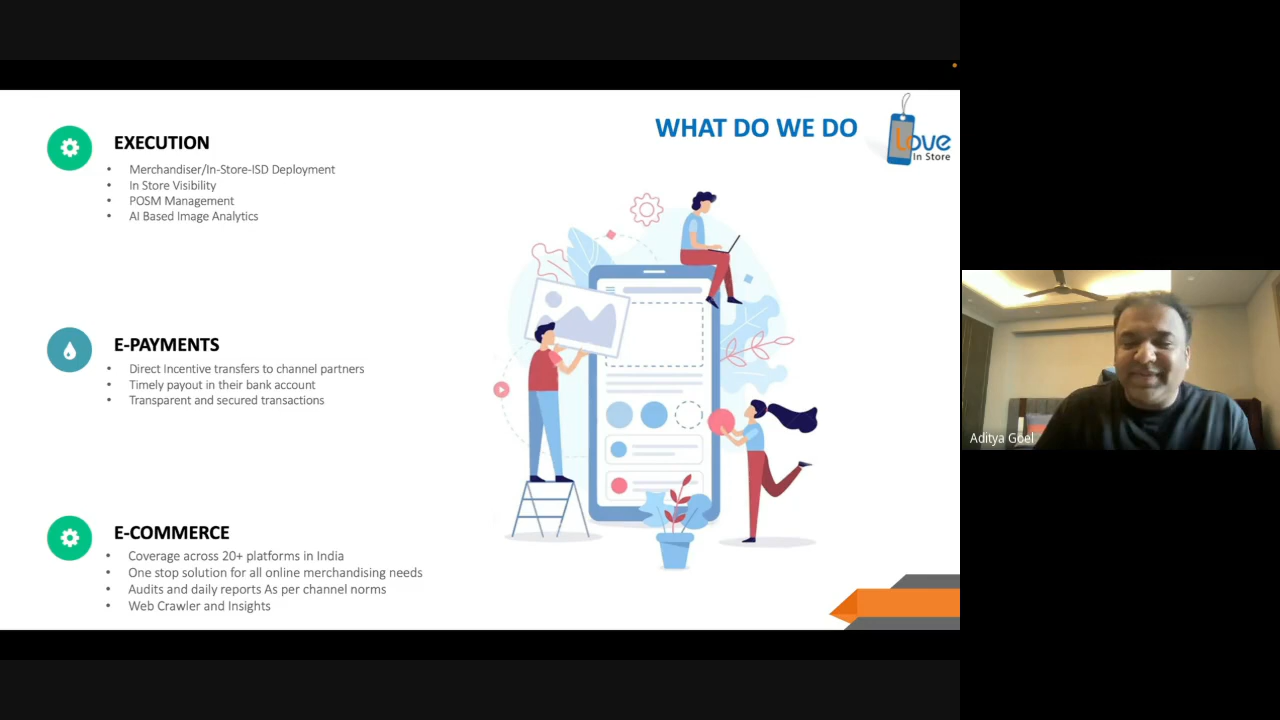 WHAT DO WE DO
Love
In Store
EXECUTION
• Merchandiser/In-Store-ISD Deployment
• In Store Visibility
• POSM Management
• AI Based Image Analytics
E-PAYMENTS
• Direct Incentive transfers to channel partners
• Timely payout in their bank account
• Transparent and secured transactions
E-COMMERCE
• Coverage across 20+ platforms in India
• One stop solution for all online merchandising needs
• Audits and daily reports As per channel norms
• Web Crawler and Insights
Aditya Goel